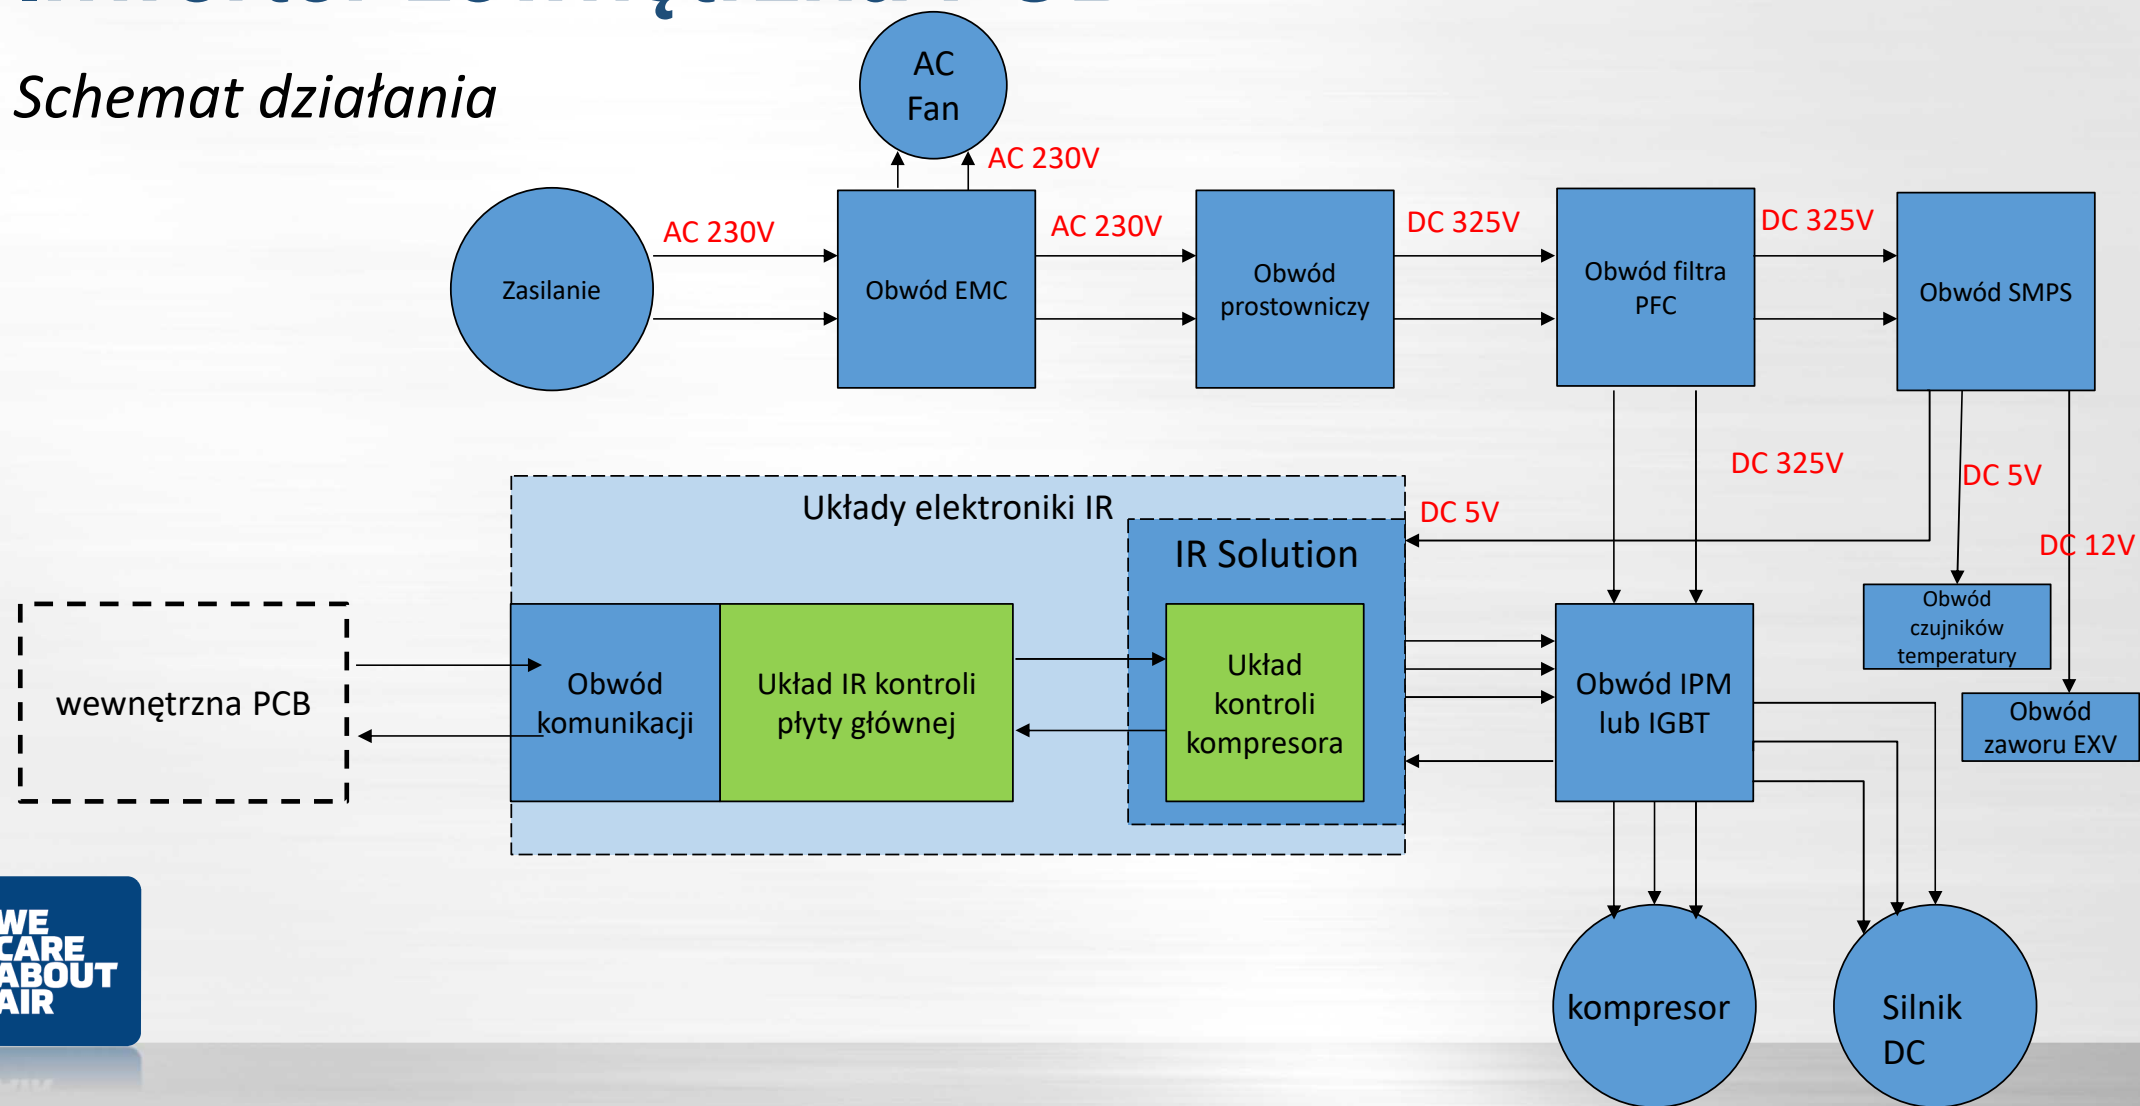 Schemat działania
AC
Fan
AC 230V
AC 230V
AC 230V
DC 325V
DC 325V
Zasilanie
Obwód EMC
Obwód
prostowniczy
Obwód filtra
PFC
Obwód SMPS
DC 325V
DC 5V
DC 12V
Układy elektroniki IR
DC 5V
IR Solution
Obwód
czujników
temperatury
wewnętrzna PCB
Obwód
komunikacji
Układ IR kontroli
płyty głównej
Układ
kontroli
kompresora
Obwód IPM
lub IGBT
Obwód
zaworu EXV
WE
CARE
ABOUT
AIR
kompresor
Silnik
DC